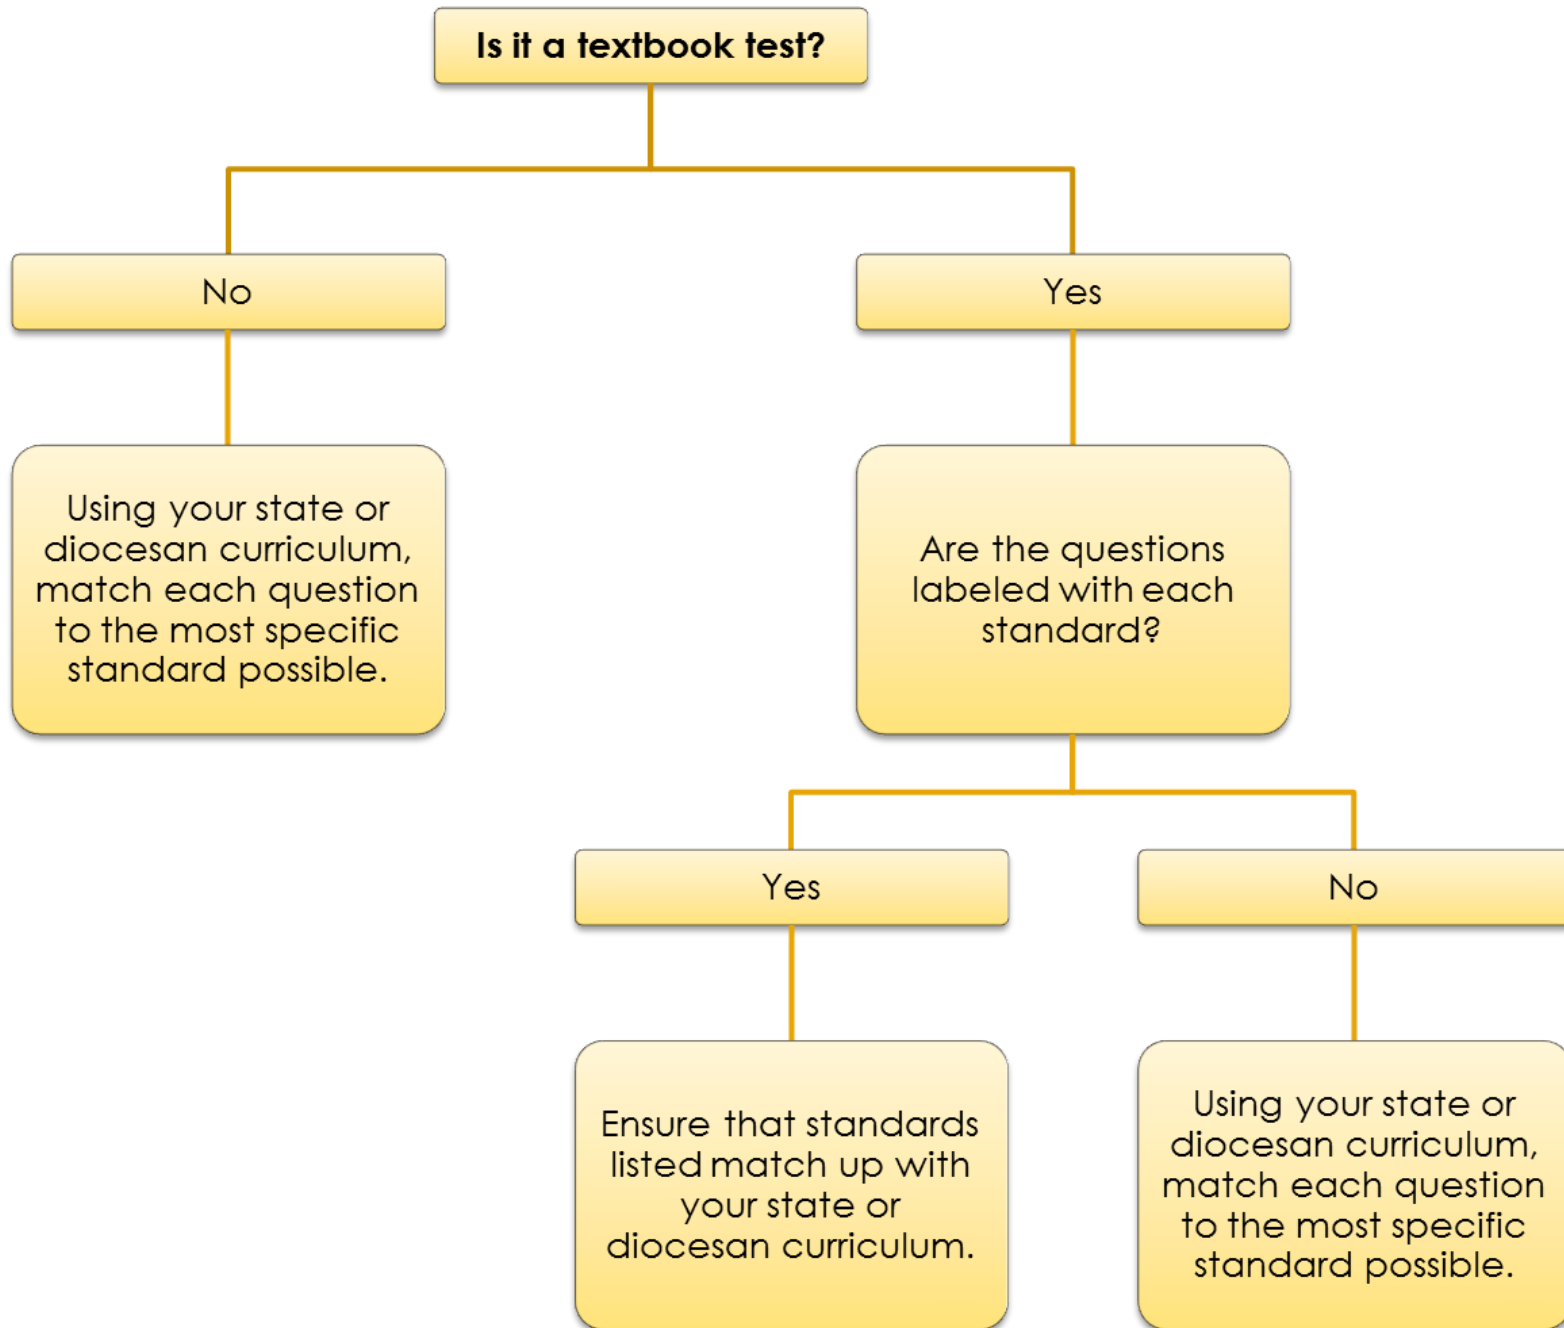 Is it a textbook test?
No
Yes
Using your state or
diocesan curriculum,
match each question
to the most specific
standard possible.
Are the questions
labeled with each
standard?
Yes
No
Ensure that standards
listed match up with
your state or
diocesan curriculum.
Using your state or
diocesan curriculum,
match each question
to the most specific
standard possible.